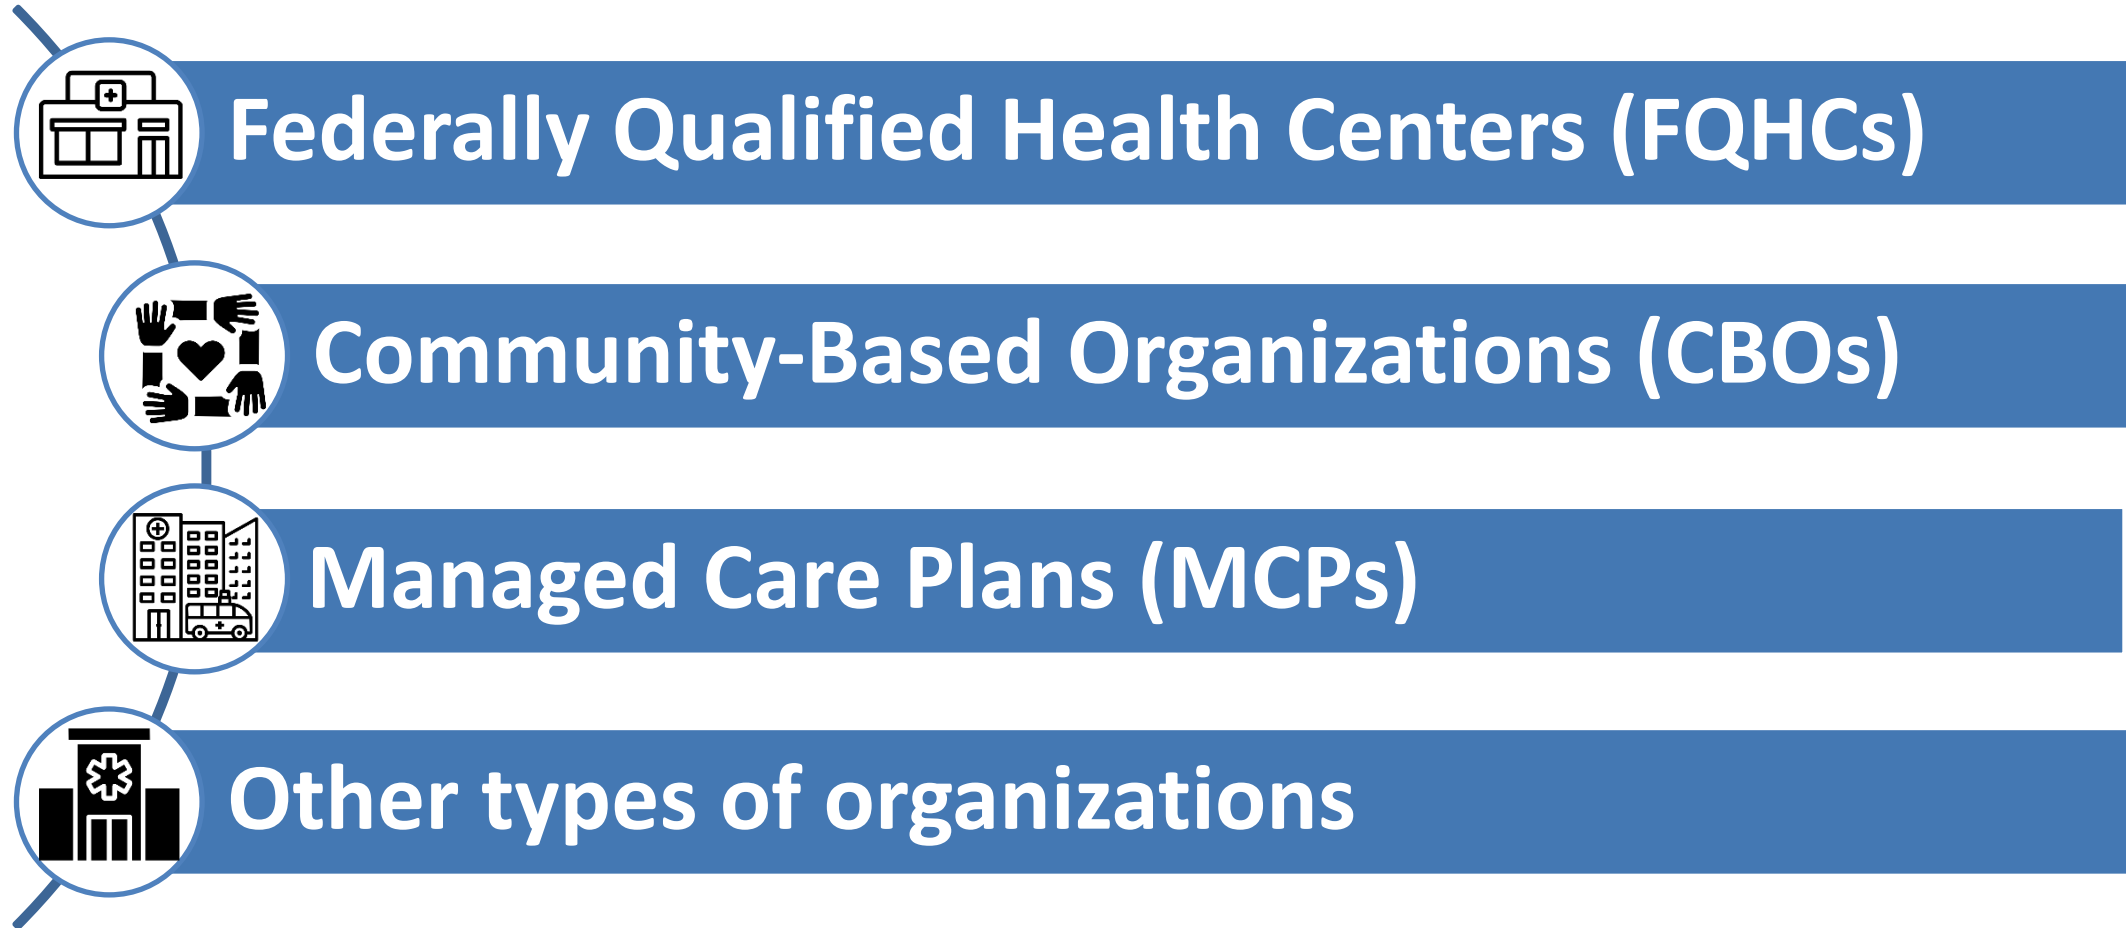 Federally Qualified Health Centers (FQHCs)
Community-Based Organizations (CBOs)
Managed Care Plans (MCPs)
Other types of organizations